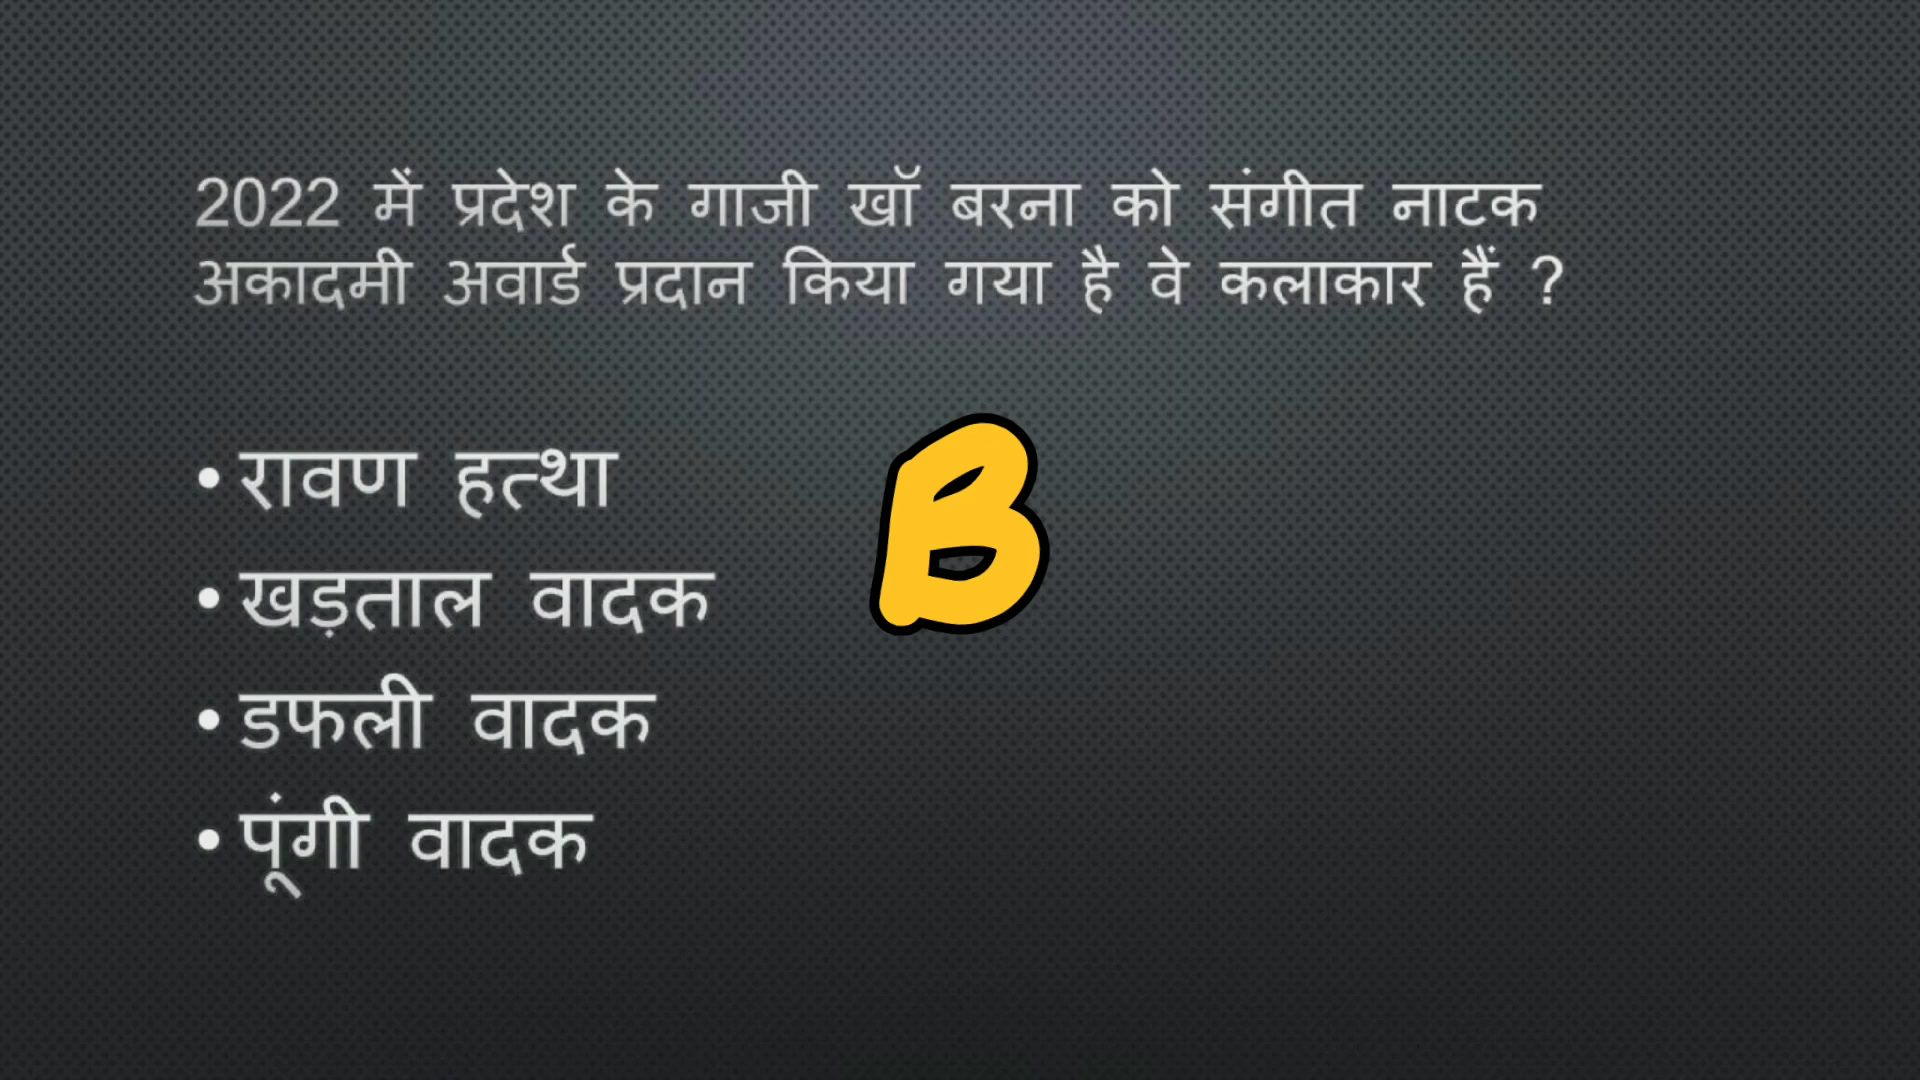 2022 में प्रदेश के गाजी खॉ बरना को संगीत नाटक
अकादमी अवार्ड प्रदान किया गया है वे कलाकार हैं ?
• रावण हत्था
B
• खड़ताल वादक
• डफली वादक
• पूंगी वादक